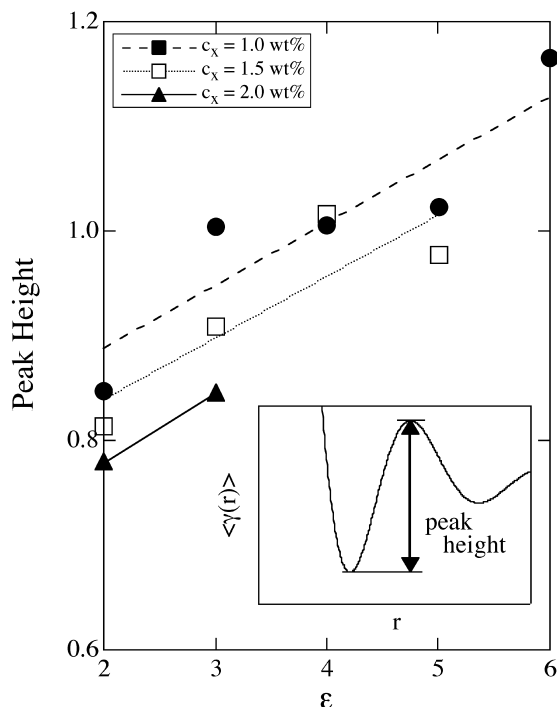 1.2
c_x = 1.0 wt%
c_x = 1.5 wt%
c_x = 2.0 wt%
1.0
Peak Height
0.8
<γ(r)>
peak
height
r
0.6
2 3 4 5 6
ε